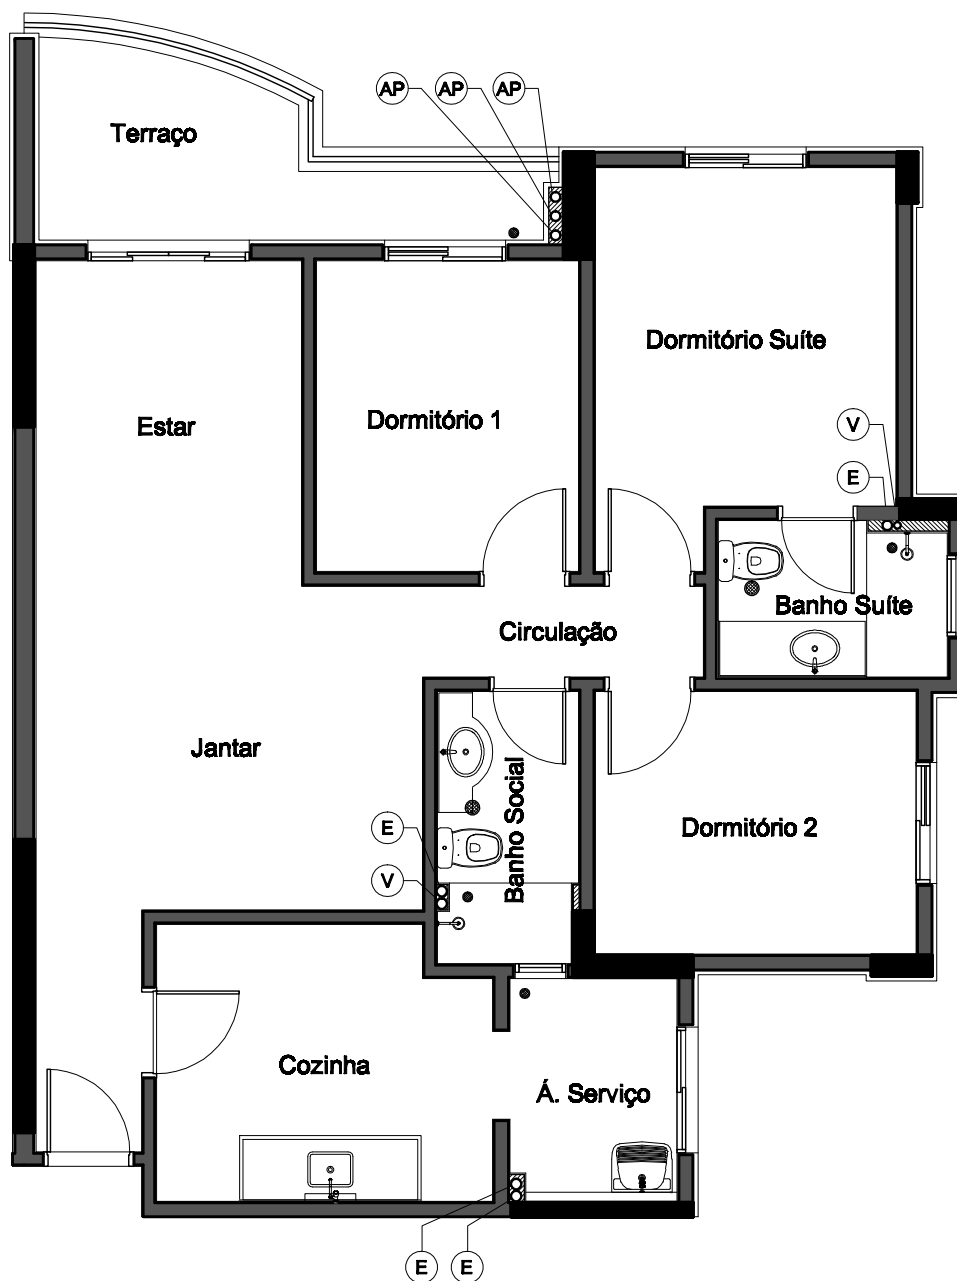 AP
AP
AP
Terraço
Dormitório Suíte
Dormitório 1
Estar
V
E
Banho Suíte
Circulação
Jantar
Banho Social
Dormitório 2
E
V
Cozinha
Á. Serviço
E
E